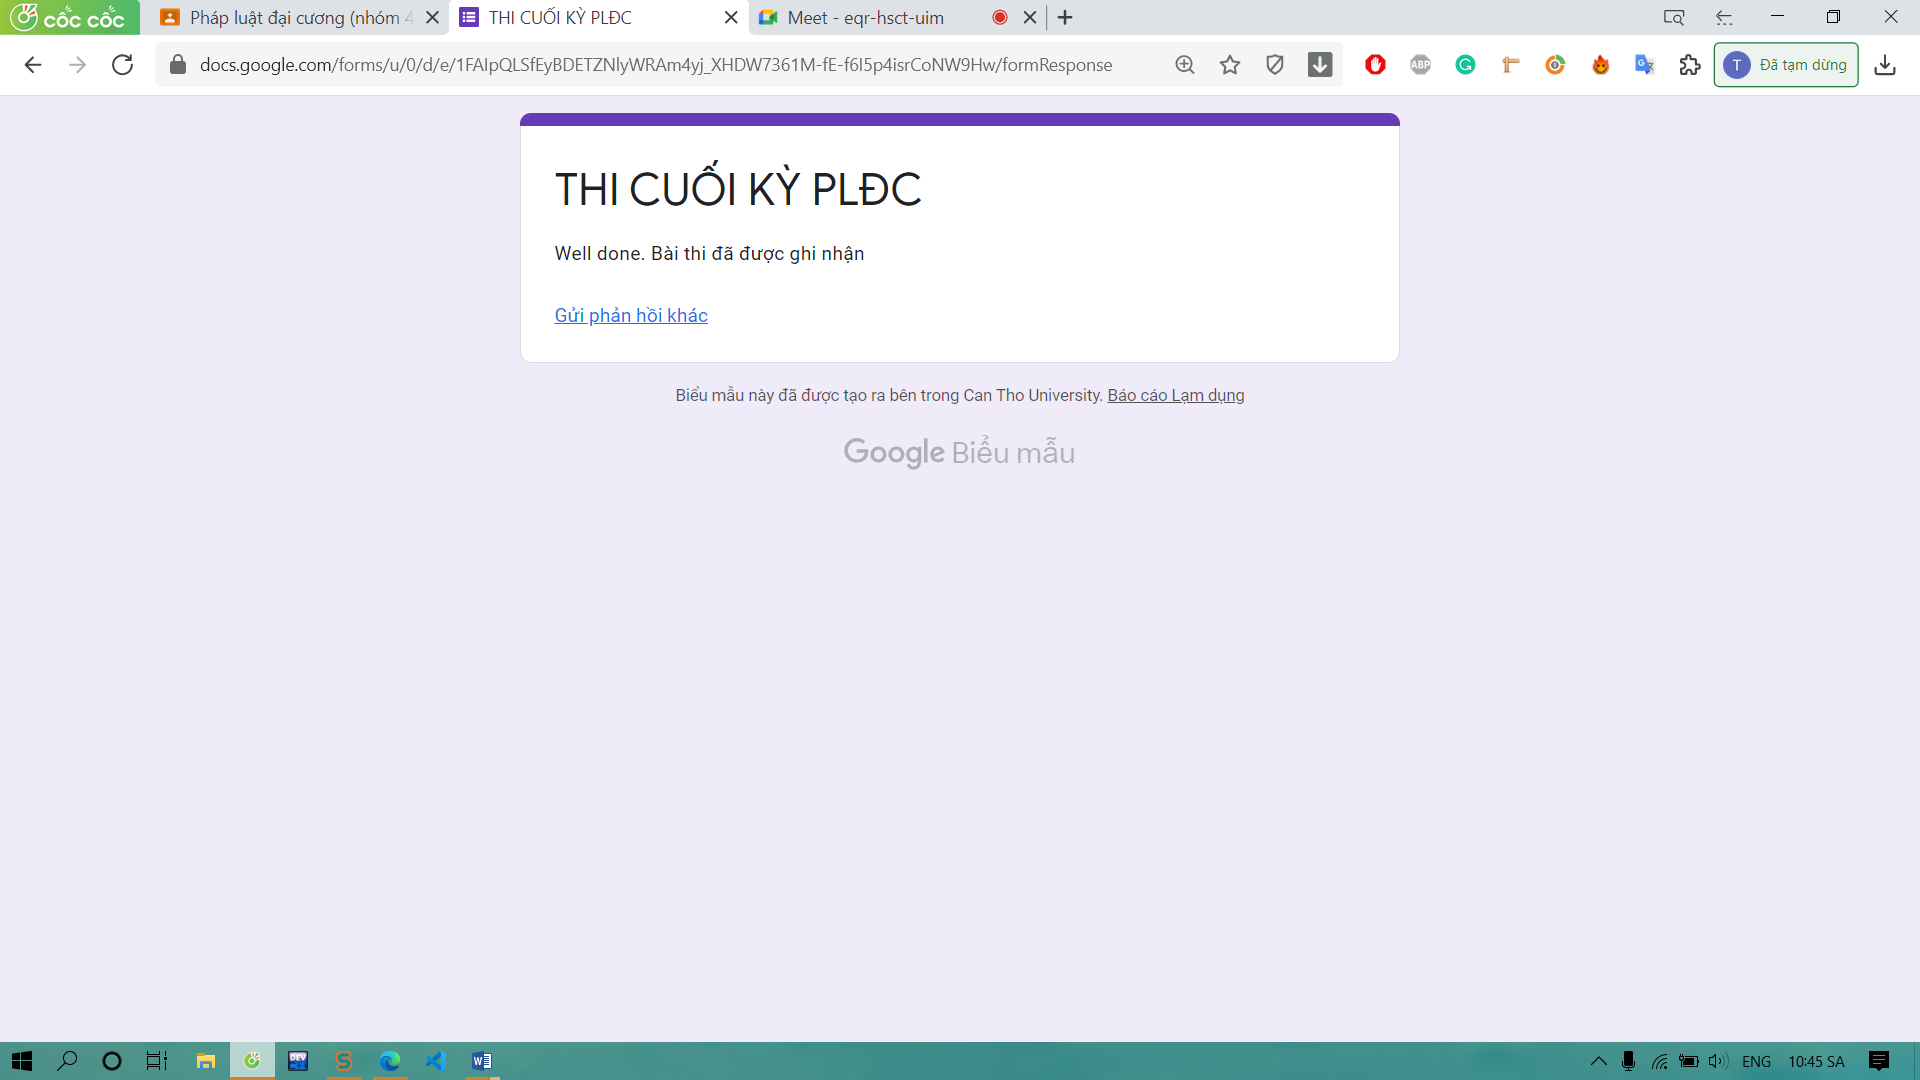 cốc cốc
Pháp luật đại cương (nhóm 4
THI CUỐI KỲ PLĐC
Meet - eqr-hsct-uim
docs.google.com/forms/u/0/d/e/1FAIpQLSfEyBDETZNlyWRAm4yj_XHDW7361M-fE-f6I5p4isrCoNW9Hw/formResponse
ABP
T Đã tạm dừng
THI CUỐI KỲ PLĐC
Well done. Bài thi đã được ghi nhận
Gửi phản hồi khác
Biểu mẫu này đã được tạo ra bên trong Can Tho University. Báo cáo Lạm dụng
Google Biểu mẫu
DEV
ENG
10:45 SA